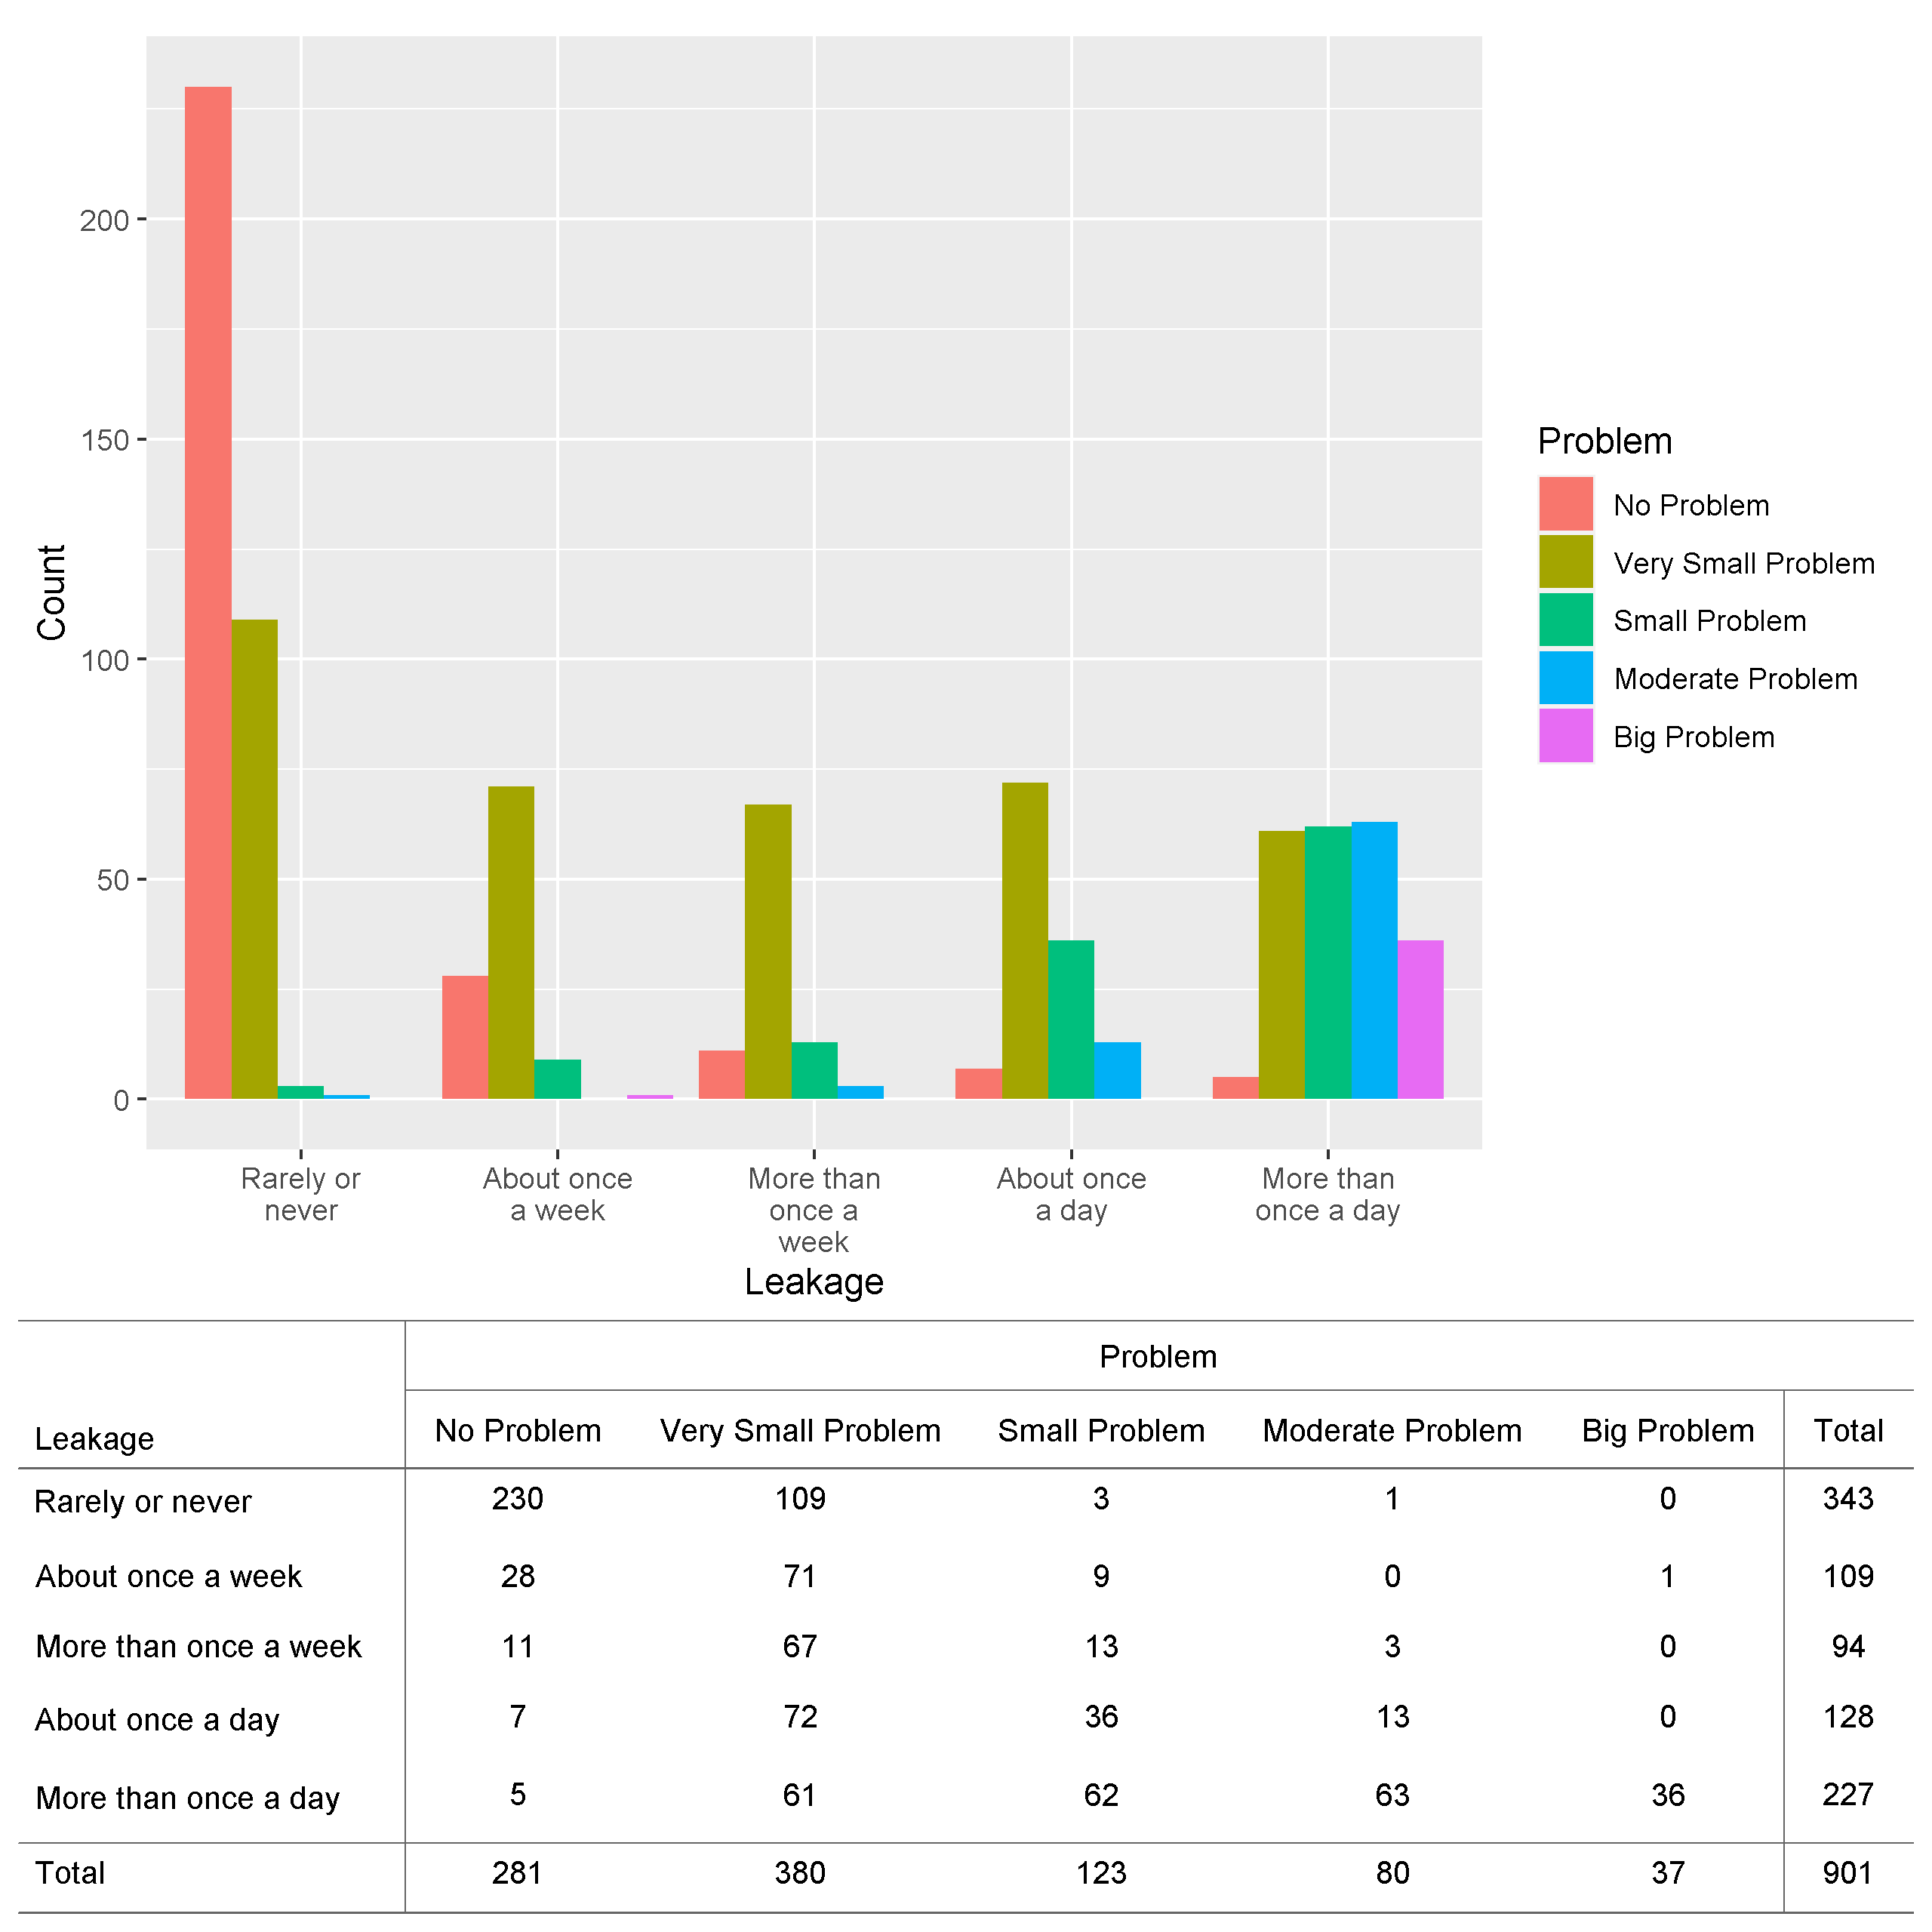 200
150
100
50
0
Count
Rarely or
never
About once
a week
More than
once a
week
About once
a day
More than
once a day
Leakage
Problem
No Problem
Very Small Problem
Small Problem
Moderate Problem
Big Problem
Problem
Leakage No Problem Very Small Problem Small Problem Moderate Problem Big Problem Total
Rarely or never 230 109 3 1 0 343
About once a week 28 71 9 0 1 109
More than once a week 11 67 13 3 0 94
About once a day 7 72 36 13 0 128
More than once a day 5 61 62 63 36 227
Total 281 380 123 80 37 901